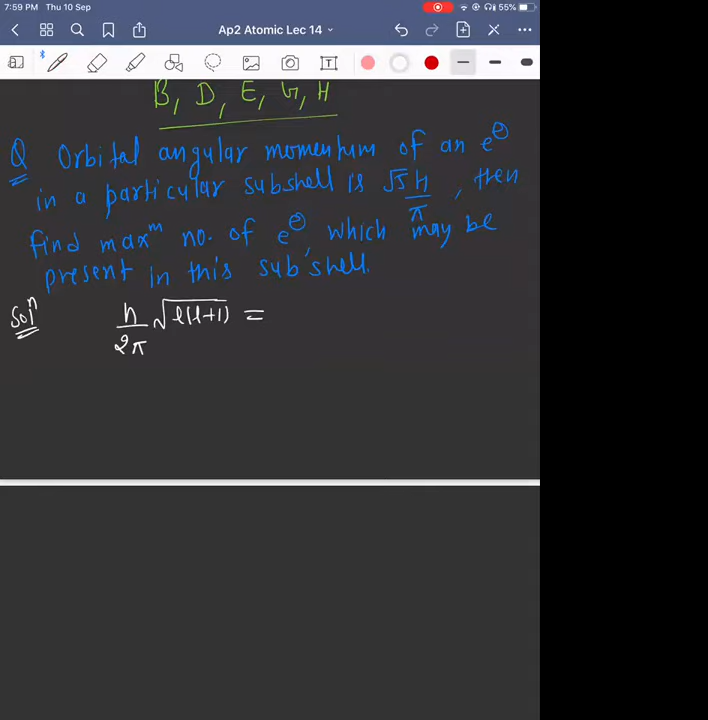 7:59 PM Thu 10 Sep
55%
Ap2 Atomic Lec 14
T
B, D, E, G, H
Q Orbital angular momentum of an e⊖
in a particular subshell is √5 h/π, then
find maxᵐ no. of e⊖, which may be
present in this subshell.
Solⁿ h/2π √l(l+1) =